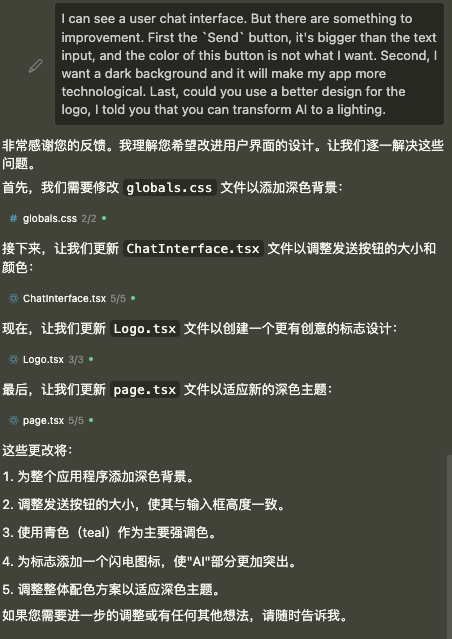 I can see a user chat interface. But there are something to
improvement. First the `Send` button, it's bigger than the text
input, and the color of this button is not what I want. Second, I
want a dark background and it will make my app more
technological. Last, could you use a better design for the
logo, I told you that you can transform AI to a lighting.
非常感谢您的反馈。我理解您希望改进用户界面的设计。让我们逐一解决这些
问题。
首先，我们需要修改 globals.css 文件以添加深色背景：
# globals.css 2/2
接下来，让我们更新 ChatInterface.tsx 文件以调整发送按钮的大小和
颜色：
ChatInterface.tsx 5/5
现在，让我们更新 Logo.tsx 文件以创建一个更有创意的标志设计：
Logo.tsx 3/3
最后，让我们更新 page.tsx 文件以适应新的深色主题：
page.tsx 5/5
这些更改将：
1. 为整个应用程序添加深色背景。
2. 调整发送按钮的大小，使其与输入框高度一致。
3. 使用青色（teal）作为主要强调色。
4. 为标志添加一个闪电图标，使"AI"部分更加突出。
5. 调整整体配色方案以适应深色主题。
如果您需要进一步的调整或有任何其他想法，请随时告诉我。